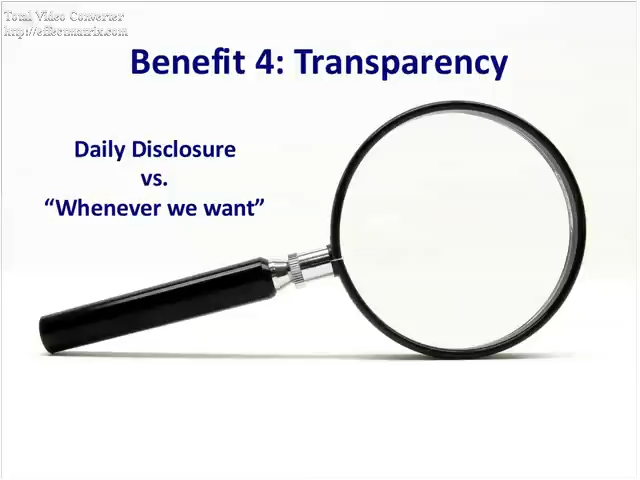 Total Video Converter
http://effectmatrix.com
Benefit 4: Transparency
Daily Disclosure
vs.
“Whenever we want”